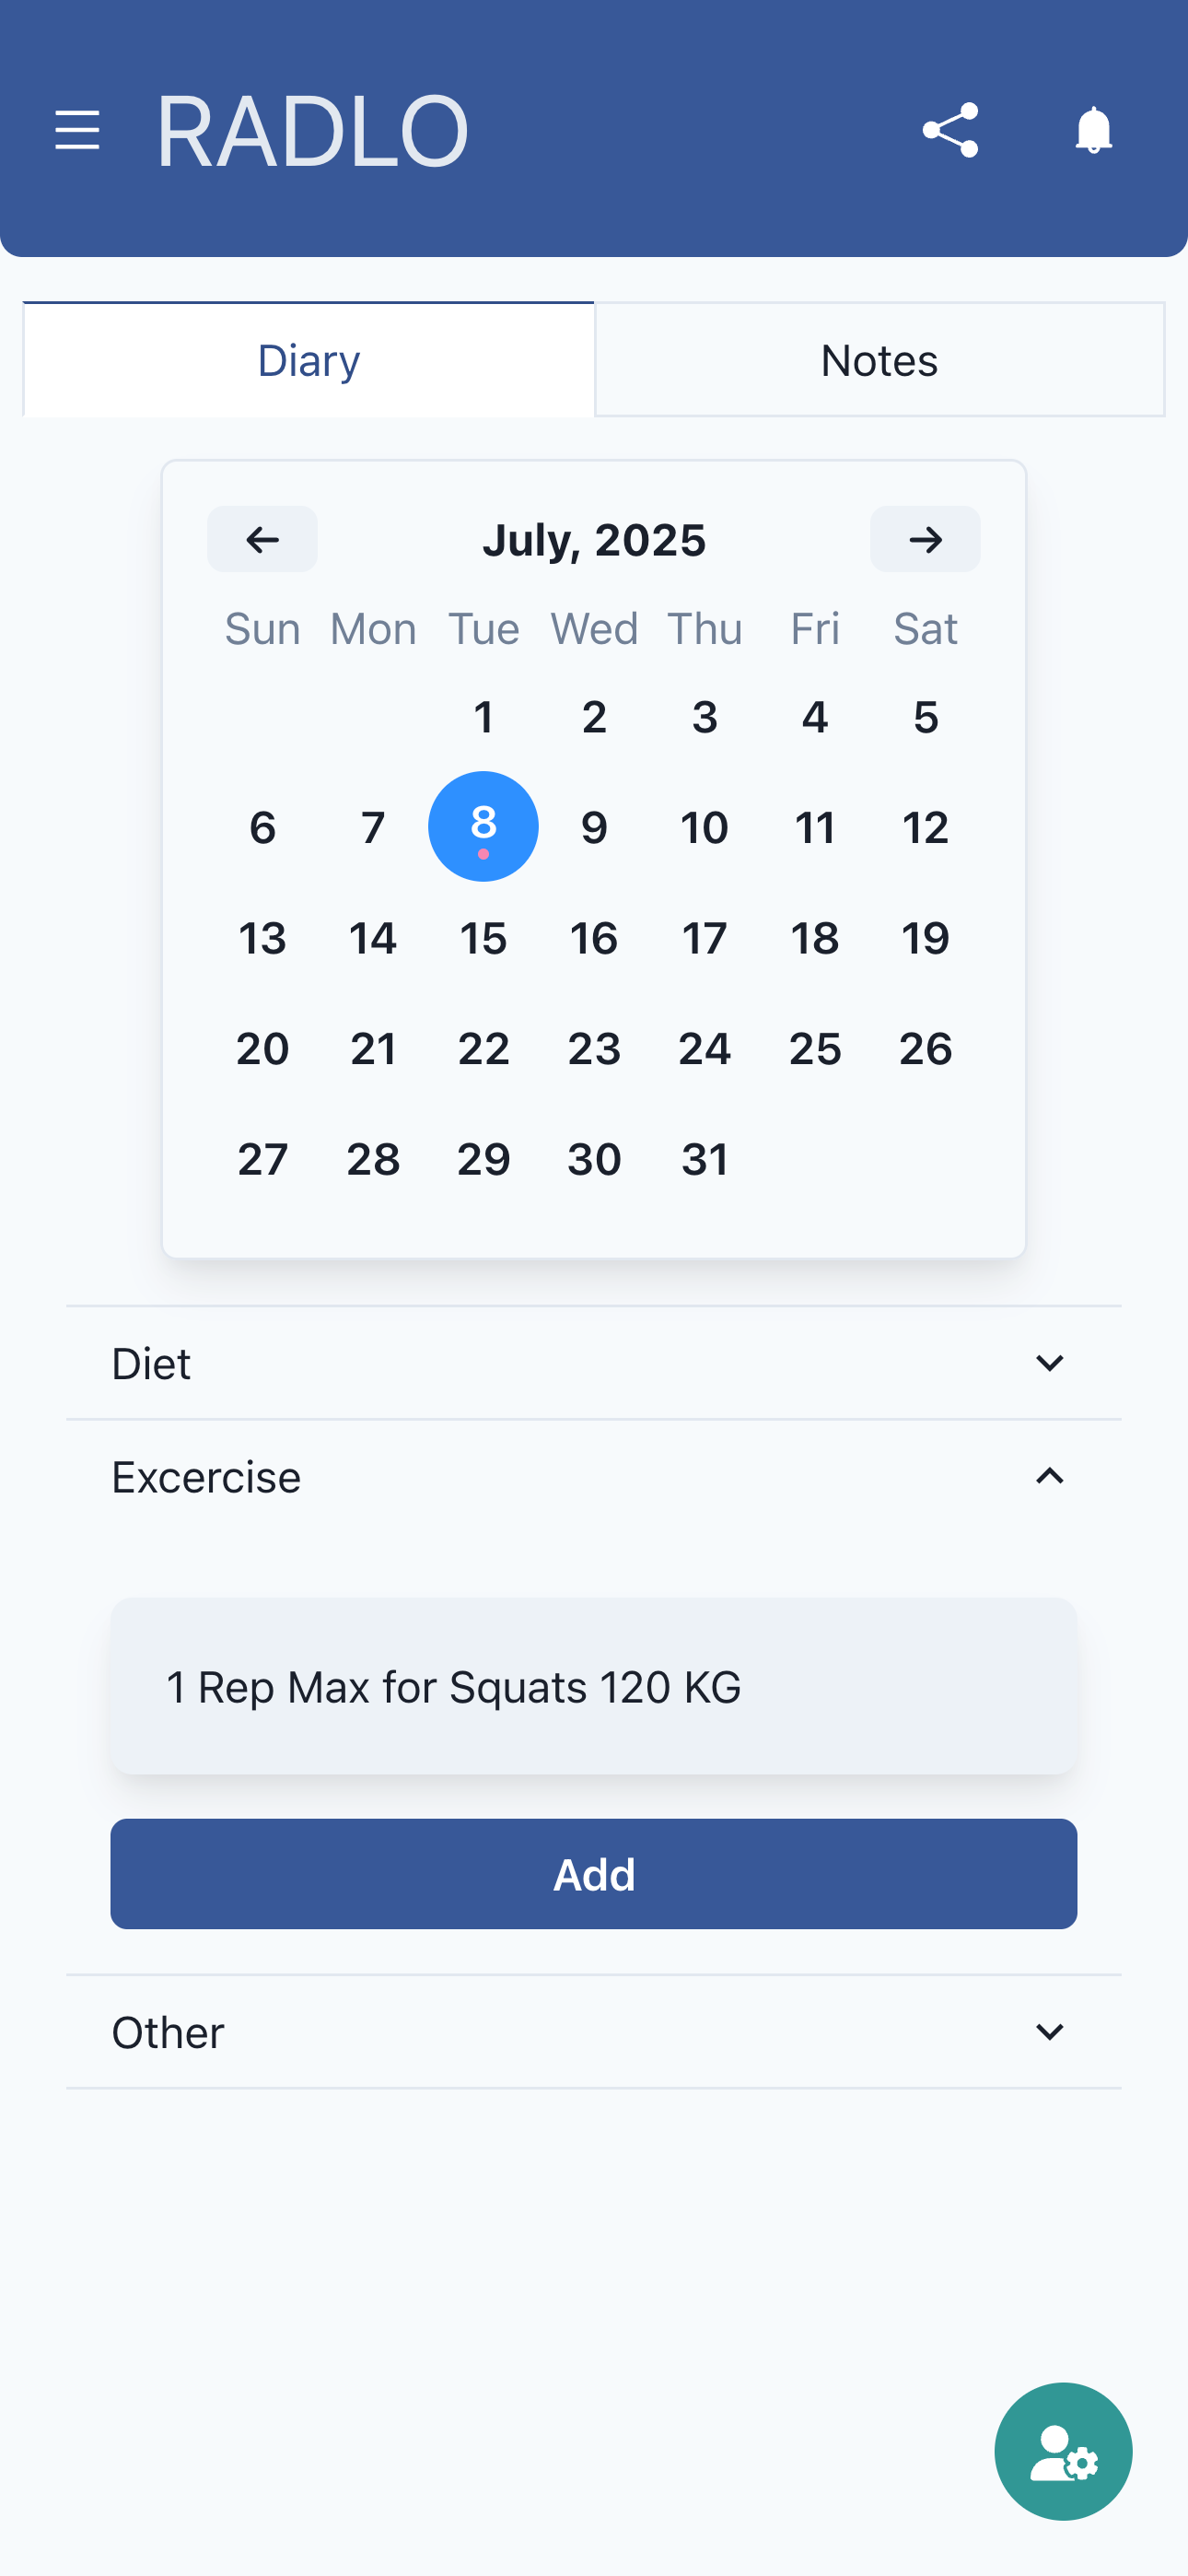 RADLO
Diary Notes
July, 2025
Sun Mon Tue Wed Thu Fri Sat
1 2 3 4 5
6 7 8 9 10 11 12
13 14 15 16 17 18 19
20 21 22 23 24 25 26
27 28 29 30 31
Diet
Excercise
1 Rep Max for Squats 120 KG
Add
Other